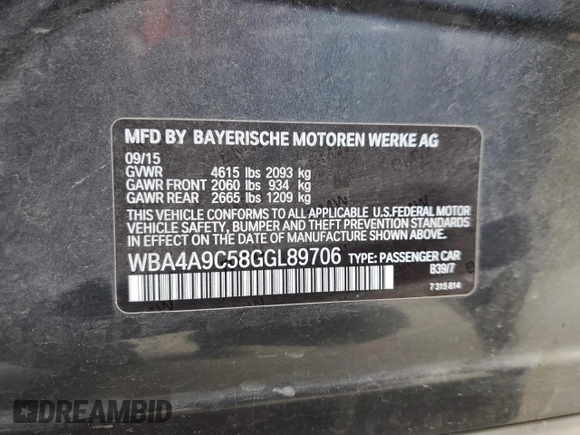 MFD BY BAYERISCHE MOTOREN WERKE AG
09/15
GVWR 4615 lbs 2093 kg
GAWR FRONT 2060 lbs 934 kg
GAWR REAR 2665 lbs 1209 kg
THIS VEHICLE CONFORMS TO ALL APPLICABLE U.S.FEDERAL MOTOR
VEHICLE SAFETY, BUMPER, AND THEFT PREVENTION STANDARDS IN
EFFECT ON THE DATE OF MANUFACTURE SHOWN ABOVE.
WBA4A9C58GGL89706 TYPE: PASSENGER CAR
B39/7
7 315 814
DREAMBID